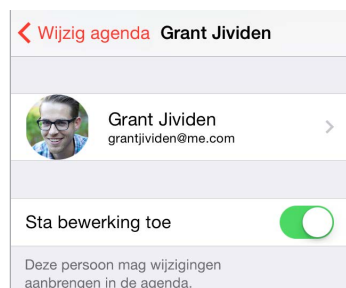 Wijzig agenda Grant Jividen
Grant Jividen
grantjividen@me.com
Sta bewerking toe
Deze persoon mag wijzigingen
aanbrengen in de agenda.